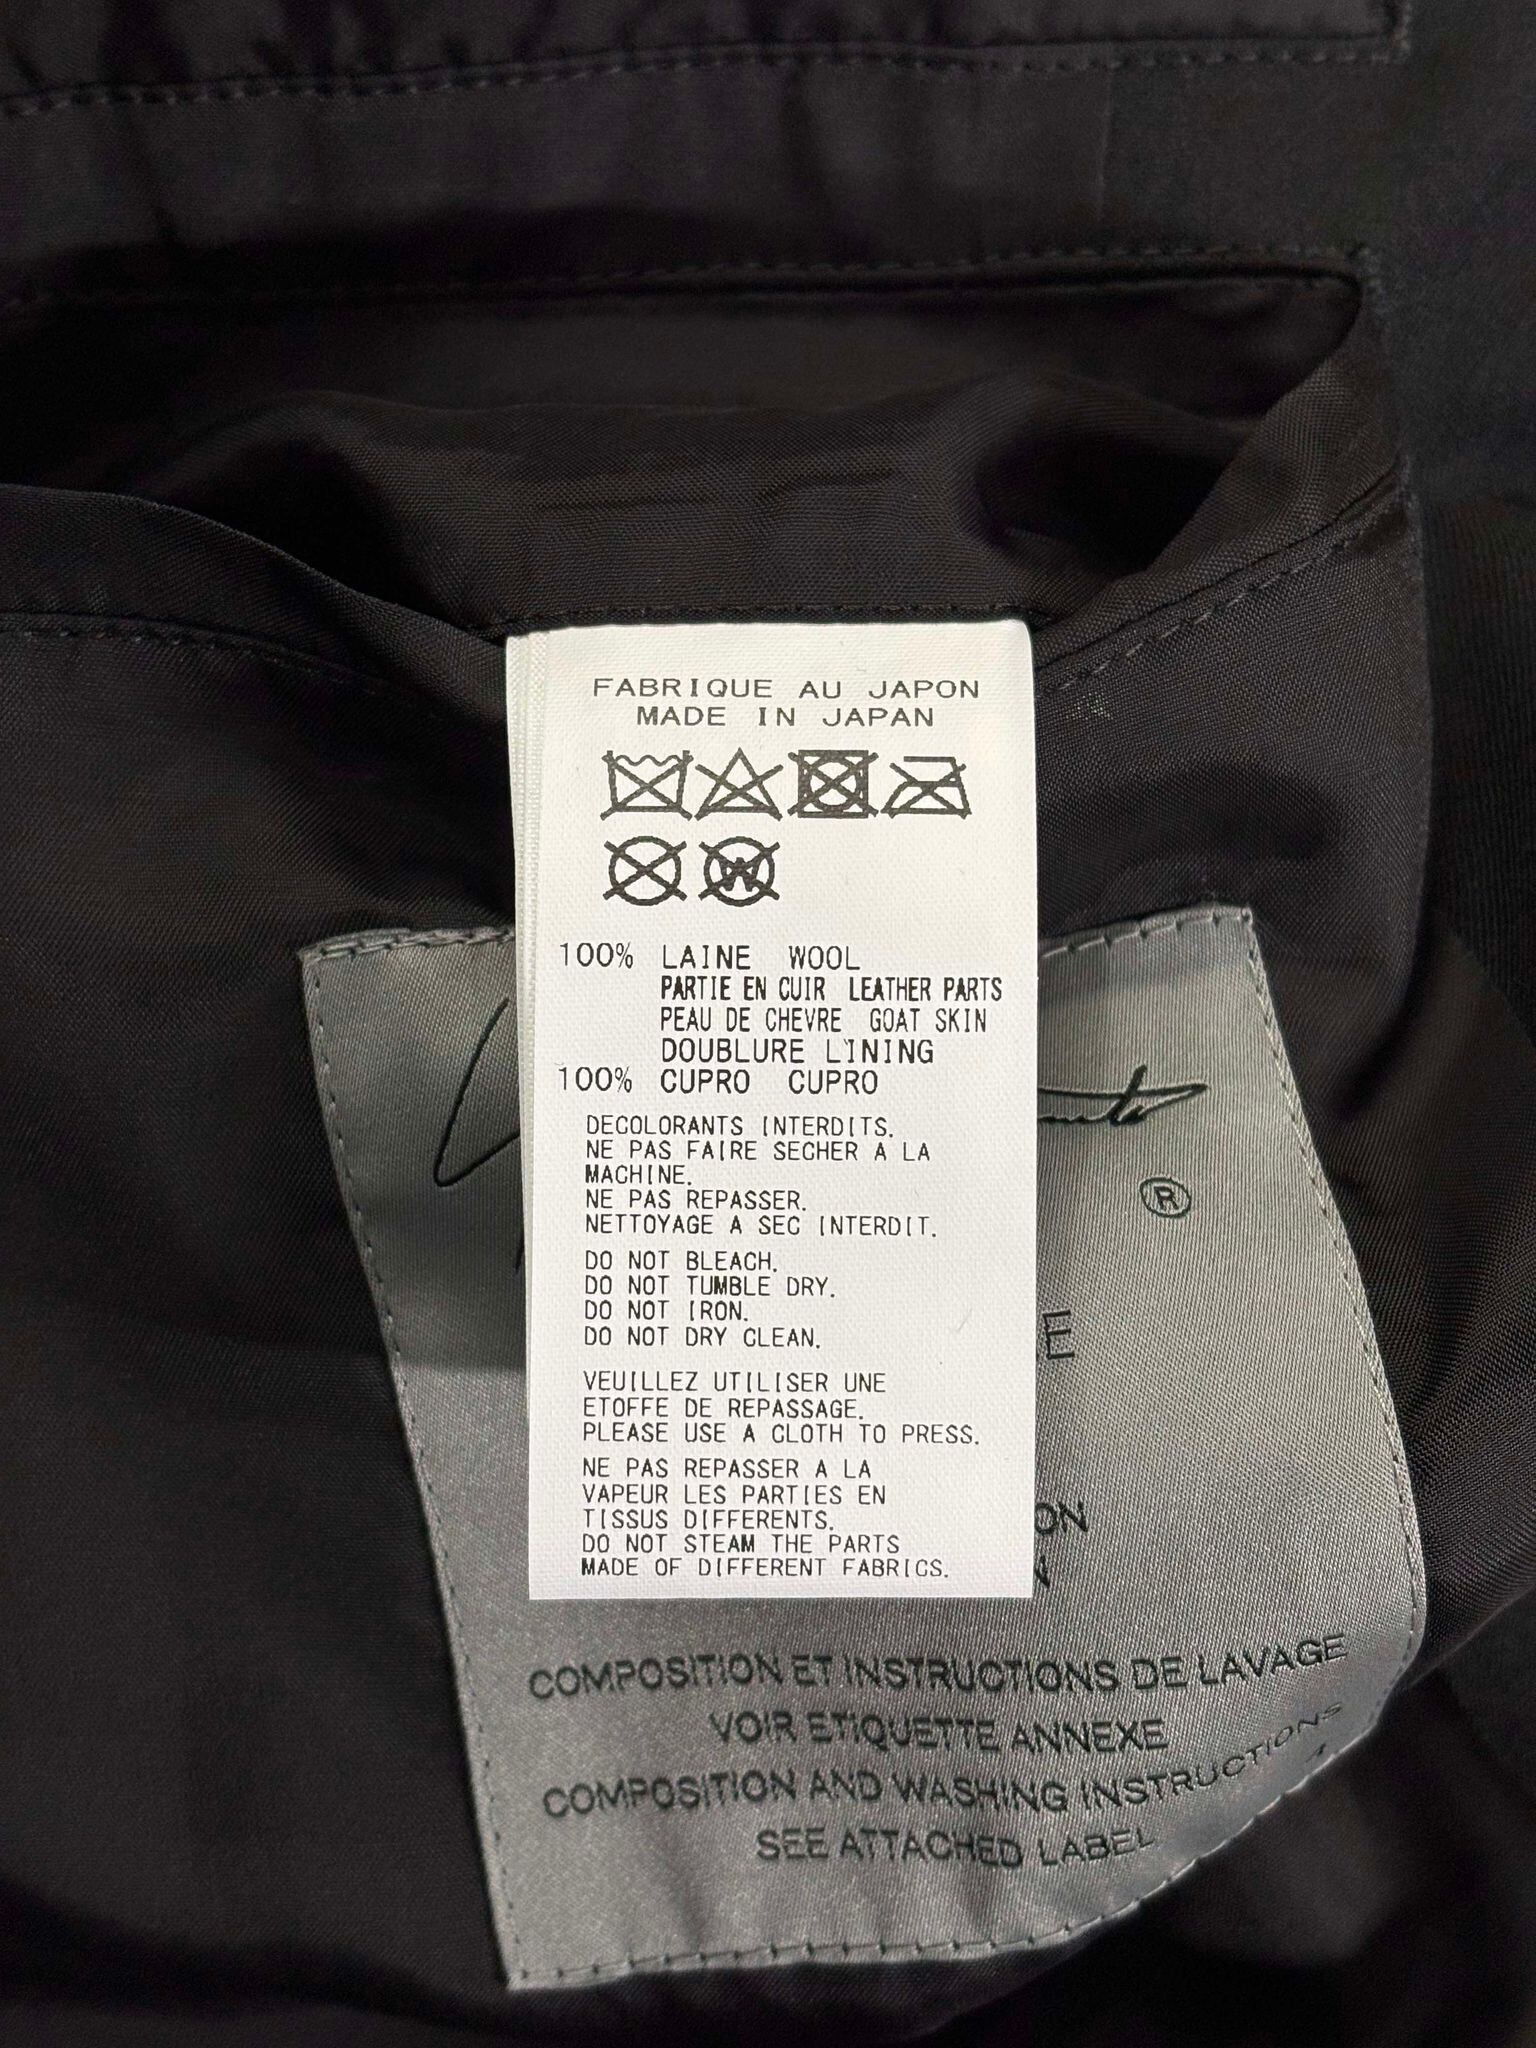 FABRIQUE AU JAPON
MADE IN JAPAN
W
100% LAINE WOOL
PARTIE EN CUIR LEATHER PARTS
PEAU DE CHEVRE GOAT SKIN
DOUBLURE LINING
100% CUPRO CUPRO
DECOLORANTS INTERDITS.
NE PAS FAIRE SECHER A LA
MACHINE.
NE PAS REPASSER.
NETTOYAGE A SEC INTERDIT.
DO NOT BLEACH.
DO NOT TUMBLE DRY.
DO NOT IRON.
DO NOT DRY CLEAN.
VEUILLEZ UTILISER UNE
ETOFFE DE REPASSAGE.
PLEASE USE A CLOTH TO PRESS.
NE PAS REPASSER A LA
VAPEUR LES PARTIES EN
TISSUS DIFFERENTS.
DO NOT STEAM THE PARTS
MADE OF DIFFERENT FABRICS.
®
E
ON
N
COMPOSITION ET INSTRUCTIONS DE LAVAGE
VOIR ETIQUETTE ANNEXE
COMPOSITION AND WASHING INSTRUCTIONS
SEE ATTACHED LABEL